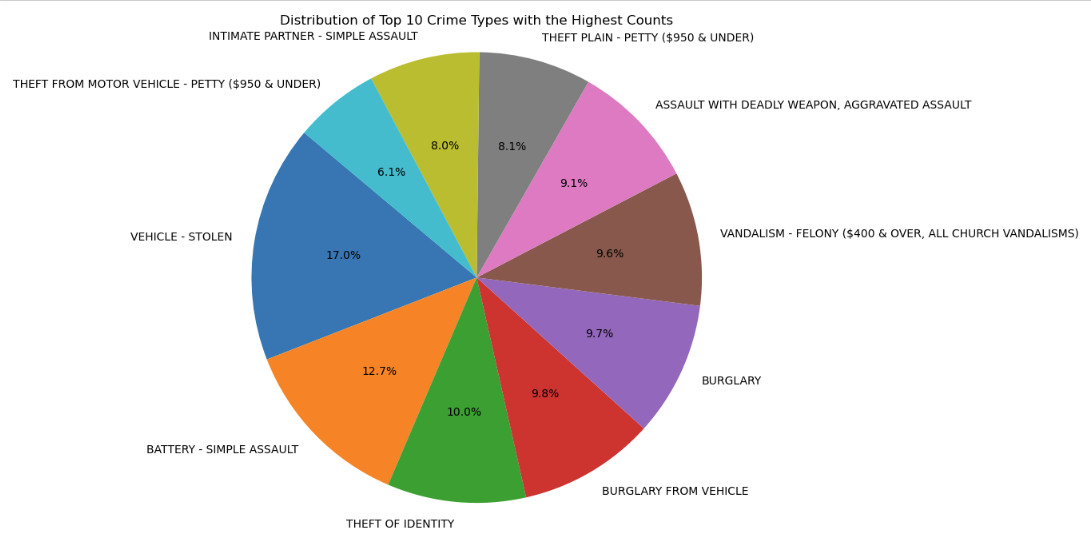 Distribution of Top 10 Crime Types with the Highest Counts
INTIMATE PARTNER - SIMPLE ASSAULT
THEFT PLAIN - PETTY ($950 & UNDER)
THEFT FROM MOTOR VEHICLE - PETTY ($950 & UNDER)
ASSAULT WITH DEADLY WEAPON, AGGRAVATED ASSAULT
8.0%
8.1%
6.1%
9.1%
VEHICLE - STOLEN
VANDALISM - FELONY ($400 & OVER, ALL CHURCH VANDALISMS)
17.0%
9.6%
9.7%
12.7%
BURGLARY
9.8%
10.0%
BATTERY - SIMPLE ASSAULT
BURGLARY FROM VEHICLE
THEFT OF IDENTITY